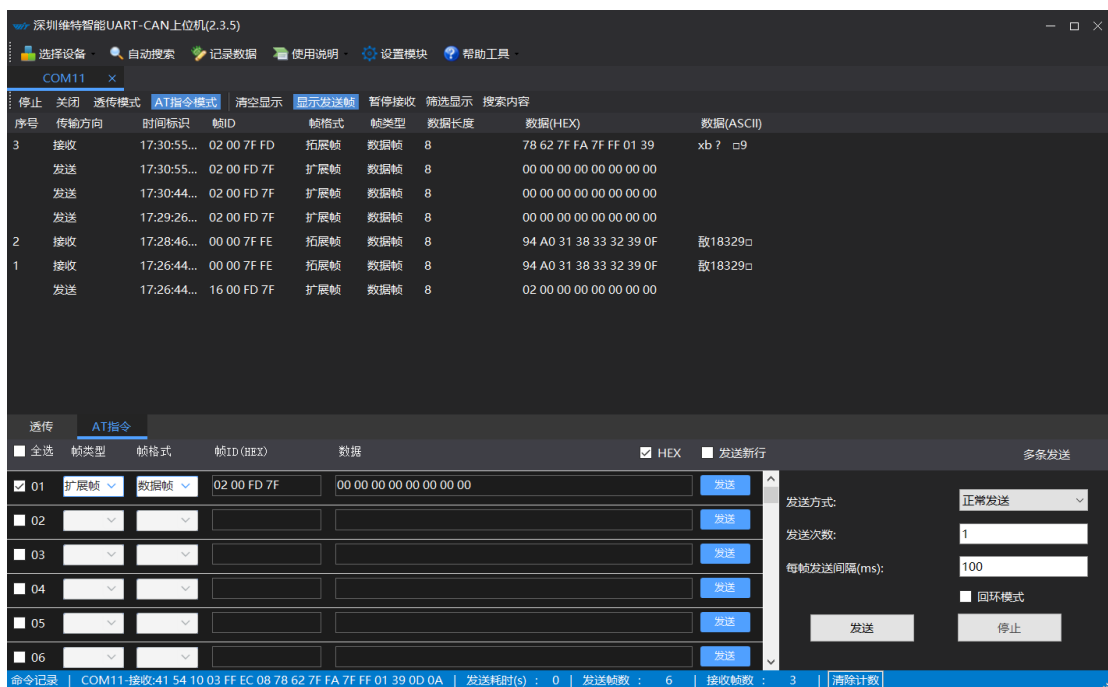 深圳维特智能UART-CAN上位机(2.3.5)
选择设备 自动搜索 记录数据 使用说明 设置模块 帮助工具
COM11 ×
停止 关闭 透传模式 AT指令模式 清空显示 显示发送帧 暂停接收 筛选显示 搜索内容
序号 传输方向 时间标识 帧ID 帧格式 帧类型 数据长度 数据(HEX) 数据(ASCII)
3 接收 17:30:55... 02 00 7F FD 拓展帧 数据帧 8 78 62 7F FA 7F FF 01 39 xb ? □9
发送 17:30:55... 02 00 FD 7F 扩展帧 数据帧 8 00 00 00 00 00 00 00 00
发送 17:30:44... 02 00 FD 7F 扩展帧 数据帧 8 00 00 00 00 00 00 00 00
发送 17:29:26... 02 00 FD 7F 扩展帧 数据帧 8 00 00 00 00 00 00 00 00
2 接收 17:28:46... 00 00 7F FE 拓展帧 数据帧 8 94 A0 31 38 33 32 39 0F 敔18329□
1 接收 17:26:44... 00 00 7F FE 拓展帧 数据帧 8 94 A0 31 38 33 32 39 0F 敔18329□
发送 17:26:44... 16 00 FD 7F 扩展帧 数据帧 8 02 00 00 00 00 00 00 00
透传 AT指令
全选 帧类型 帧格式 帧ID(HEX) 数据 HEX 发送新行 多条发送
01 扩展帧 数据帧 02 00 FD 7F 00 00 00 00 00 00 00 00 发送
02 发送
03 发送
04 发送
05 发送
06 发送
发送方式: 正常发送
发送次数: 1
每帧发送间隔(ms): 100
回环模式
发送 停止
命令记录 | COM11-接收:41 54 10 03 FF EC 08 78 62 7F FA 7F FF 01 39 0D 0A | 发送耗时(s) : 0 | 发送帧数 : 6 | 接收帧数 : 3 | 清除计数